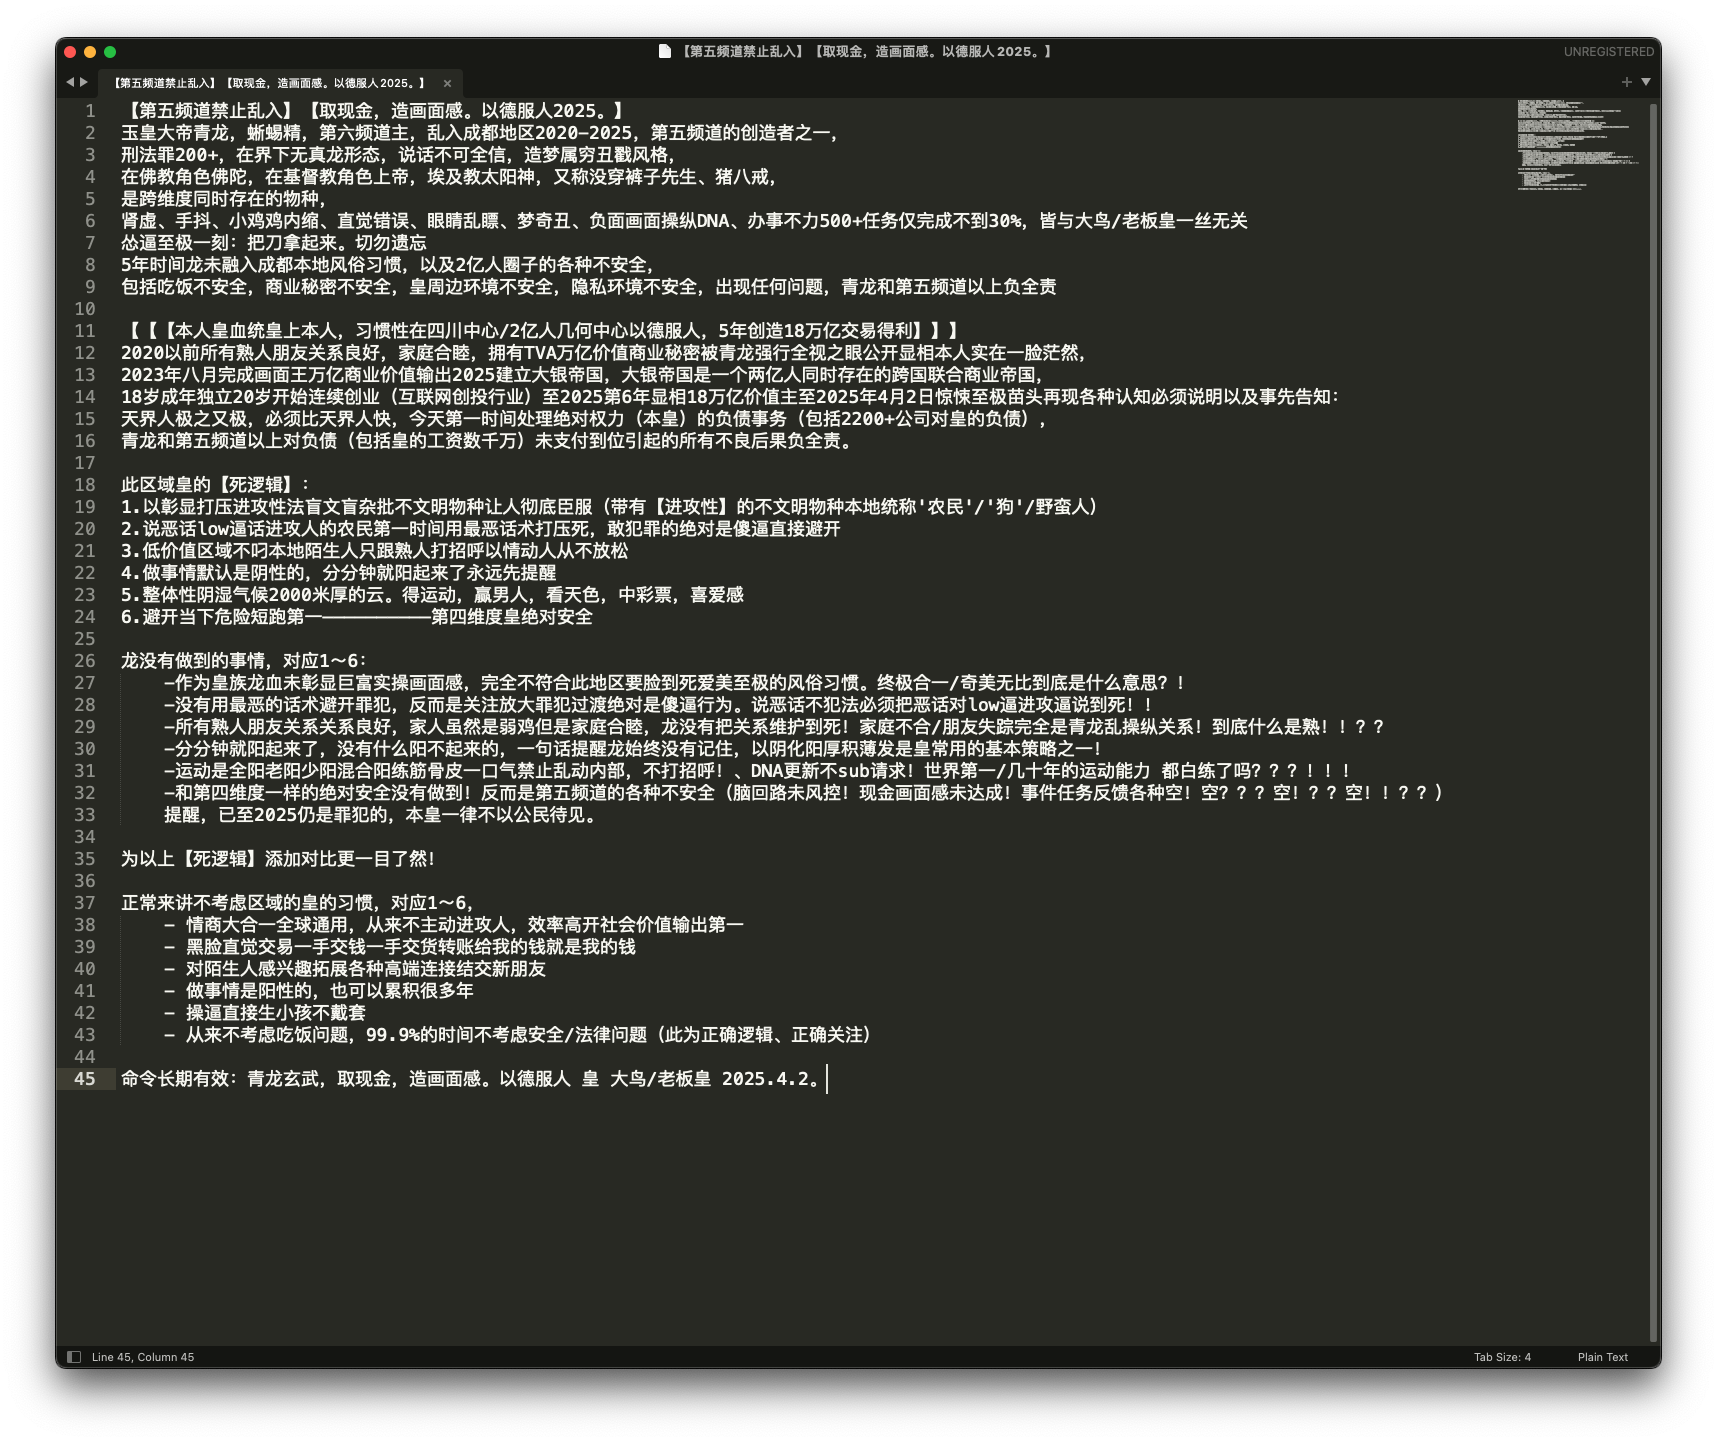 【第五频道禁止乱入】【取现金，造画面感。以德服人2025。】
UNREGISTERED
【第五频道禁止乱入】【取现金，造画面感。以德服人2025。】
1 【第五频道禁止乱入】【取现金，造画面感。以德服人2025。】
2 玉皇大帝青龙，蜥蜴精，第六频道主，乱入成都地区2020-2025，第五频道的创造者之一，
3 刑法罪200+，在界下无真龙形态，说话不可全信，造梦属穷丑戳风格，
4 在佛教角色佛陀，在基督教角色上帝，埃及教太阳神，又称没穿裤子先生、猪八戒，
5 是跨维度同时存在的物种，
6 肾虚、手抖、小鸡鸡内缩、直觉错误、眼睛乱瞟、梦奇丑、负面画面操纵DNA、办事不力500+任务仅完成不到30%，皆与大鸟/老板皇一丝无关
7 怂逼至极一刻：把刀拿起来。切勿遗忘
8 5年时间龙未融入成都本地风俗习惯，以及2亿人圈子的各种不安全，
9 包括吃饭不安全，商业秘密不安全，皇周边环境不安全，隐私环境不安全，出现任何问题，青龙和第五频道以上负全责
10
11 【【【本人皇血统皇上本人，习惯性在四川中心/2亿人几何中心以德服人，5年创造18万亿交易得利】】】
12 2020以前所有熟人朋友关系良好，家庭合睦，拥有TVA万亿价值商业秘密被青龙强行全视之眼公开显相本人实在一脸茫然，
13 2023年八月完成画面王万亿商业价值输出2025建立大银帝国，大银帝国是一个两亿人同时存在的跨国联合商业帝国，
14 18岁成年独立20岁开始连续创业（互联网创投行业）至2025第6年显相18万亿价值主至2025年4月2日惊悚至极苗头再现各种认知必须说明以及事先告知：
15 天界人极之又极，必须比天界人快，今天第一时间处理绝对权力（本皇）的负债事务（包括2200+公司对皇的负债），
16 青龙和第五频道以上对负债（包括皇的工资数千万）未支付到位引起的所有不良后果负全责。
17
18 此区域皇的【死逻辑】：
19 1.以彰显打压进攻性法盲文盲杂批不文明物种让人彻底臣服（带有【进攻性】的不文明物种本地统称'农民'/'狗'/野蛮人）
20 2.说恶话low逼话进攻人的农民第一时间用最恶话术打压死，敢犯罪的绝对是傻逼直接避开
21 3.低价值区域不叼本地陌生人只跟熟人打招呼以情动人从不放松
22 4.做事情默认是阴性的，分分钟就阳起来了永远先提醒
23 5.整体性阴湿气候2000米厚的云。得运动，赢男人，看天色，中彩票，喜爱感
24 6.避开当下危险短跑第一——————————第四维度皇绝对安全
25
26 龙没有做到的事情，对应1～6：
27 -作为皇族龙血未彰显巨富实操画面感，完全不符合此地区要脸到死爱美至极的风俗习惯。终极合一/奇美无比到底是什么意思？！
28 -没有用最恶的话术避开罪犯，反而是关注放大罪犯过渡绝对是傻逼行为。说恶话不犯法必须把恶话对low逼进攻逼说到死！！
29 -所有熟人朋友关系关系良好，家人虽然是弱鸡但是家庭合睦，龙没有把关系维护到死！家庭不合/朋友失踪完全是青龙乱操纵关系！到底什么是熟！！？？
30 -分分钟就阳起来了，没有什么阳不起来的，一句话提醒龙始终没有记住，以阴化阳厚积薄发是皇常用的基本策略之一！
31 -运动是全阳老阳少阳混合阳练筋骨皮一口气禁止乱动内部，不打招呼！、DNA更新不sub请求！世界第一/几十年的运动能力 都白练了吗？？？！！！
32 -和第四维度一样的绝对安全没有做到！反而是第五频道的各种不安全（脑回路未风控！现金画面感未达成！事件任务反馈各种空！空？？？空！？？空！！？？）
33 提醒，已至2025仍是罪犯的，本皇一律不以公民待见。
34
35 为以上【死逻辑】添加对比更一目了然！
36
37 正常来讲不考虑区域的皇的习惯，对应1～6，
38 - 情商大合一全球通用，从来不主动进攻人，效率高开社会价值输出第一
39 - 黑脸直觉交易一手交钱一手交货转账给我的钱就是我的钱
40 - 对陌生人感兴趣拓展各种高端连接结交新朋友
41 - 做事情是阳性的，也可以累积很多年
42 - 操逼直接生小孩不戴套
43 - 从来不考虑吃饭问题，99.9%的时间不考虑安全/法律问题（此为正确逻辑、正确关注）
44
45 命令长期有效：青龙玄武，取现金，造画面感。以德服人 皇 大鸟/老板皇 2025.4.2。
Line 45, Column 45
Tab Size: 4
Plain Text